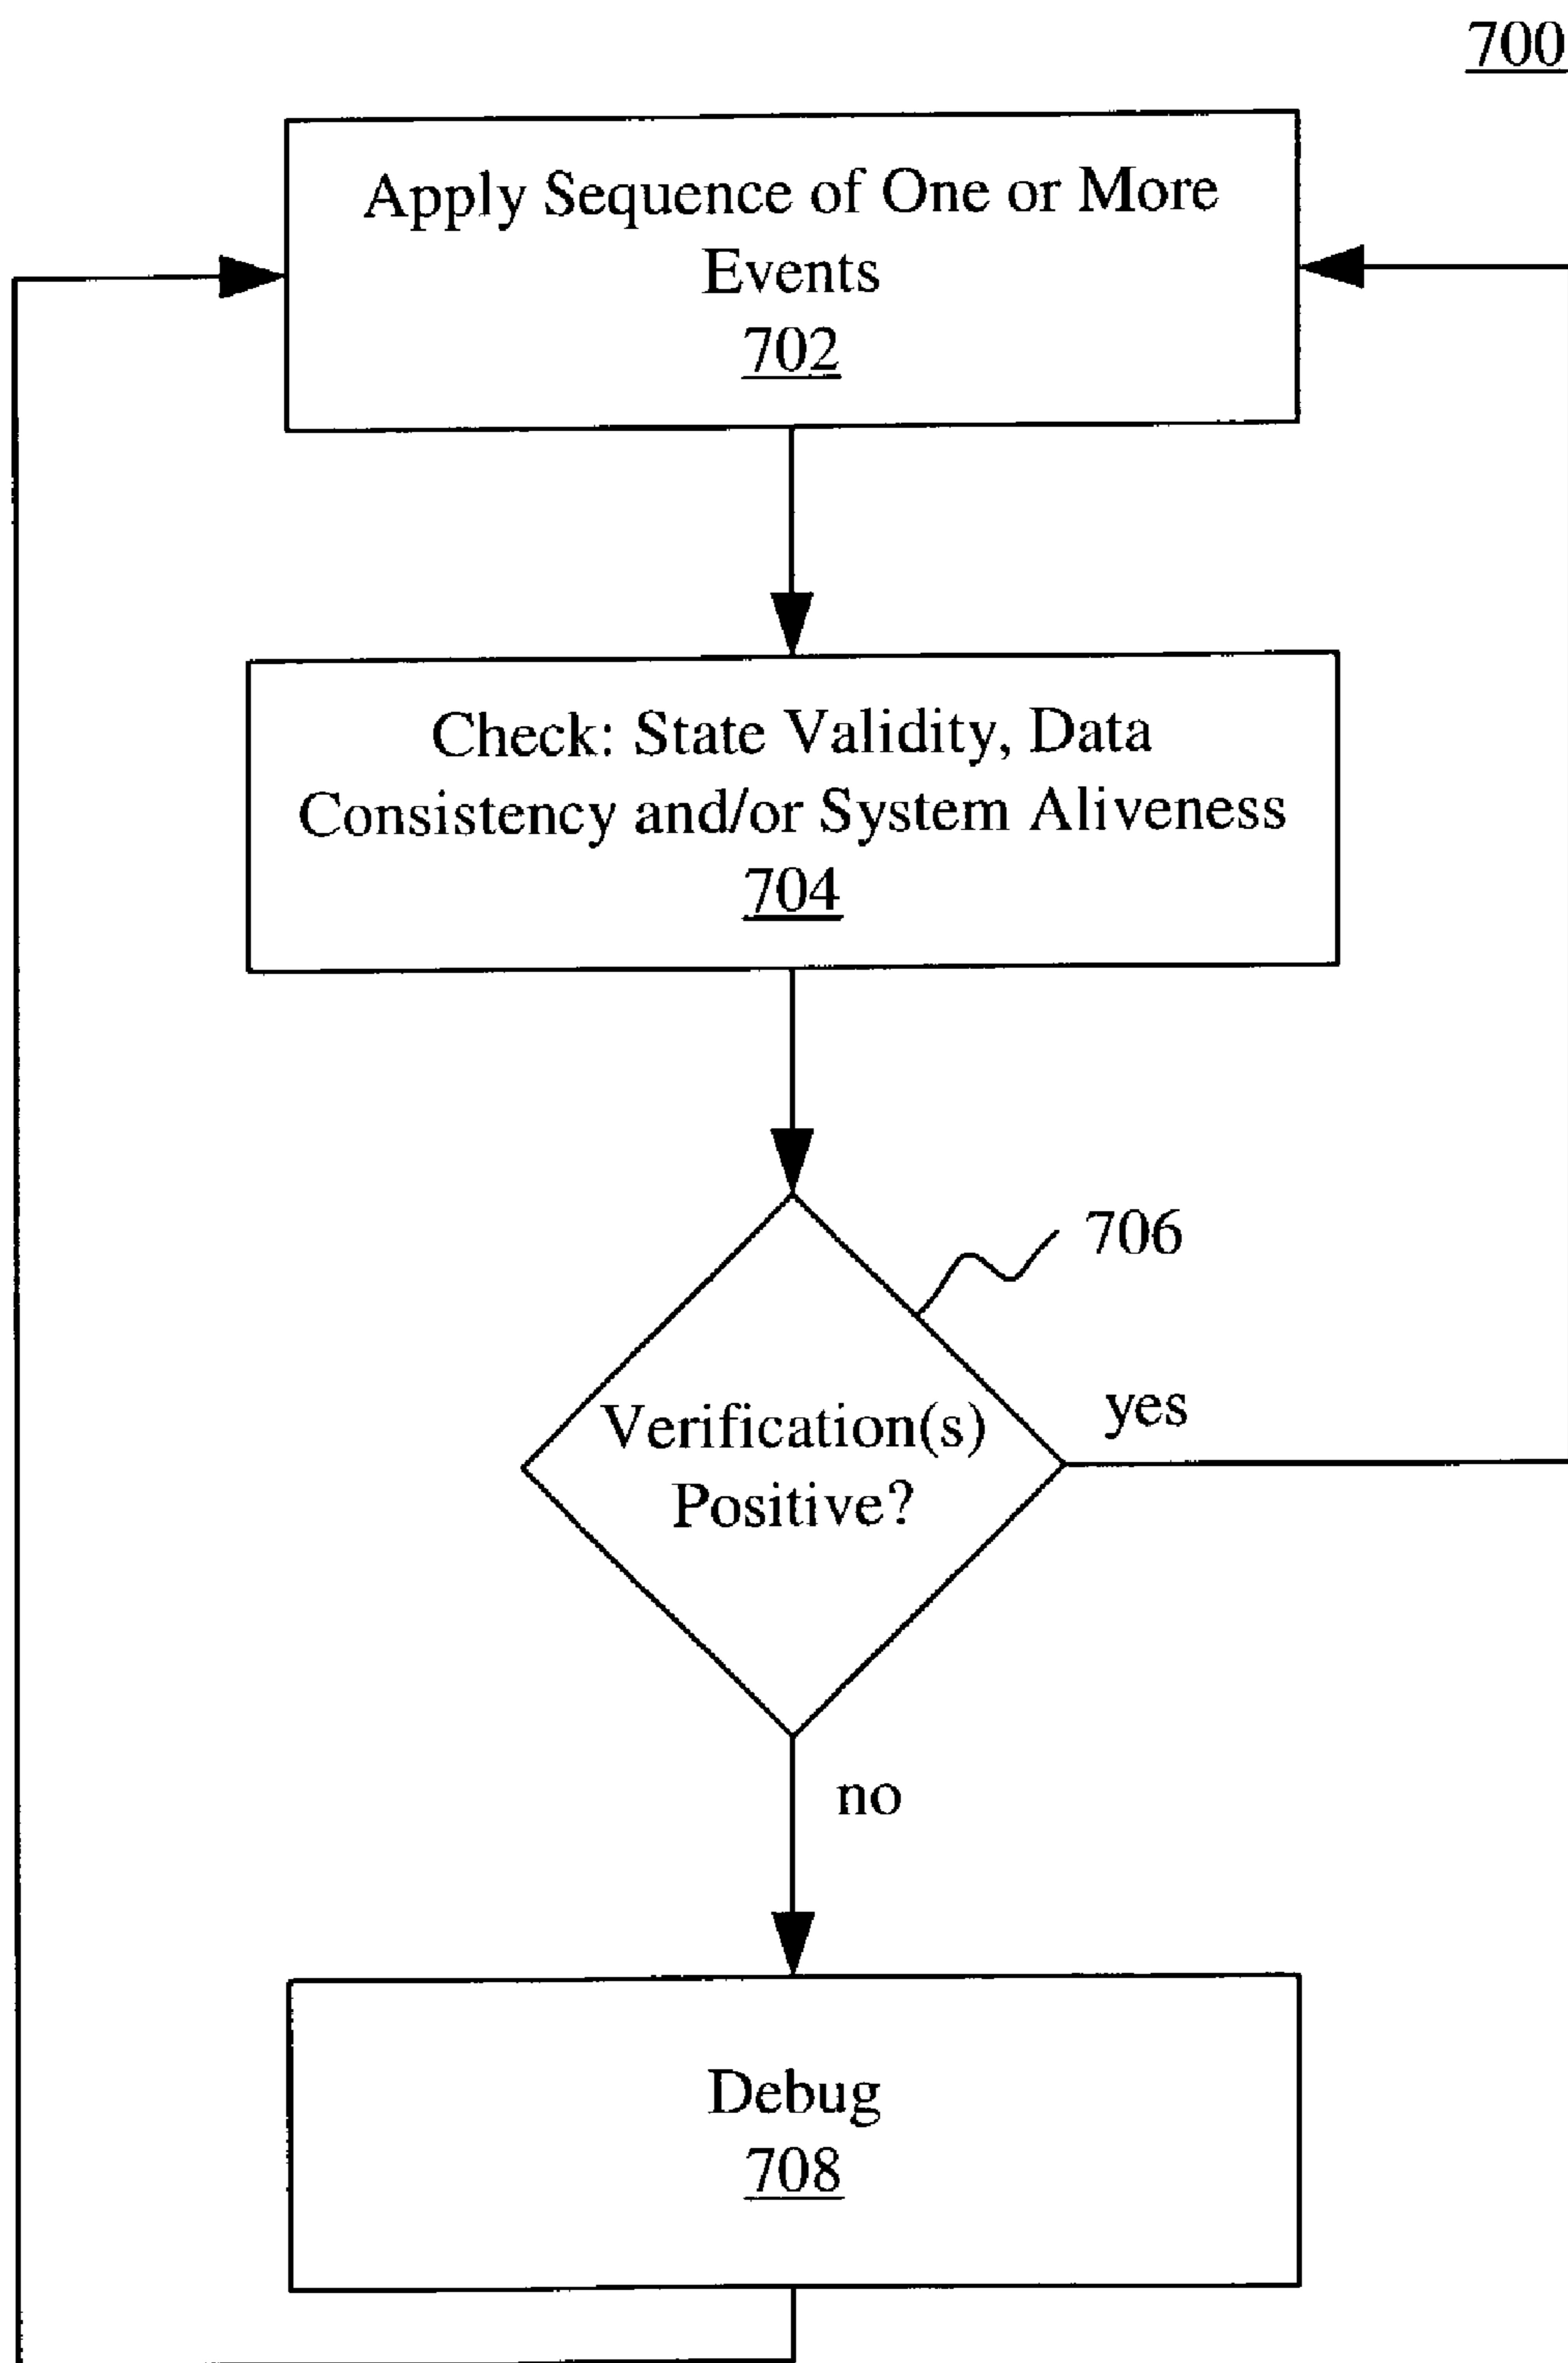 700
Apply Sequence of One or More
Events
702
Check: State Validity, Data
Consistency and/or System Aliveness
704
706
Verification(s)
Positive?
yes
no
Debug
708